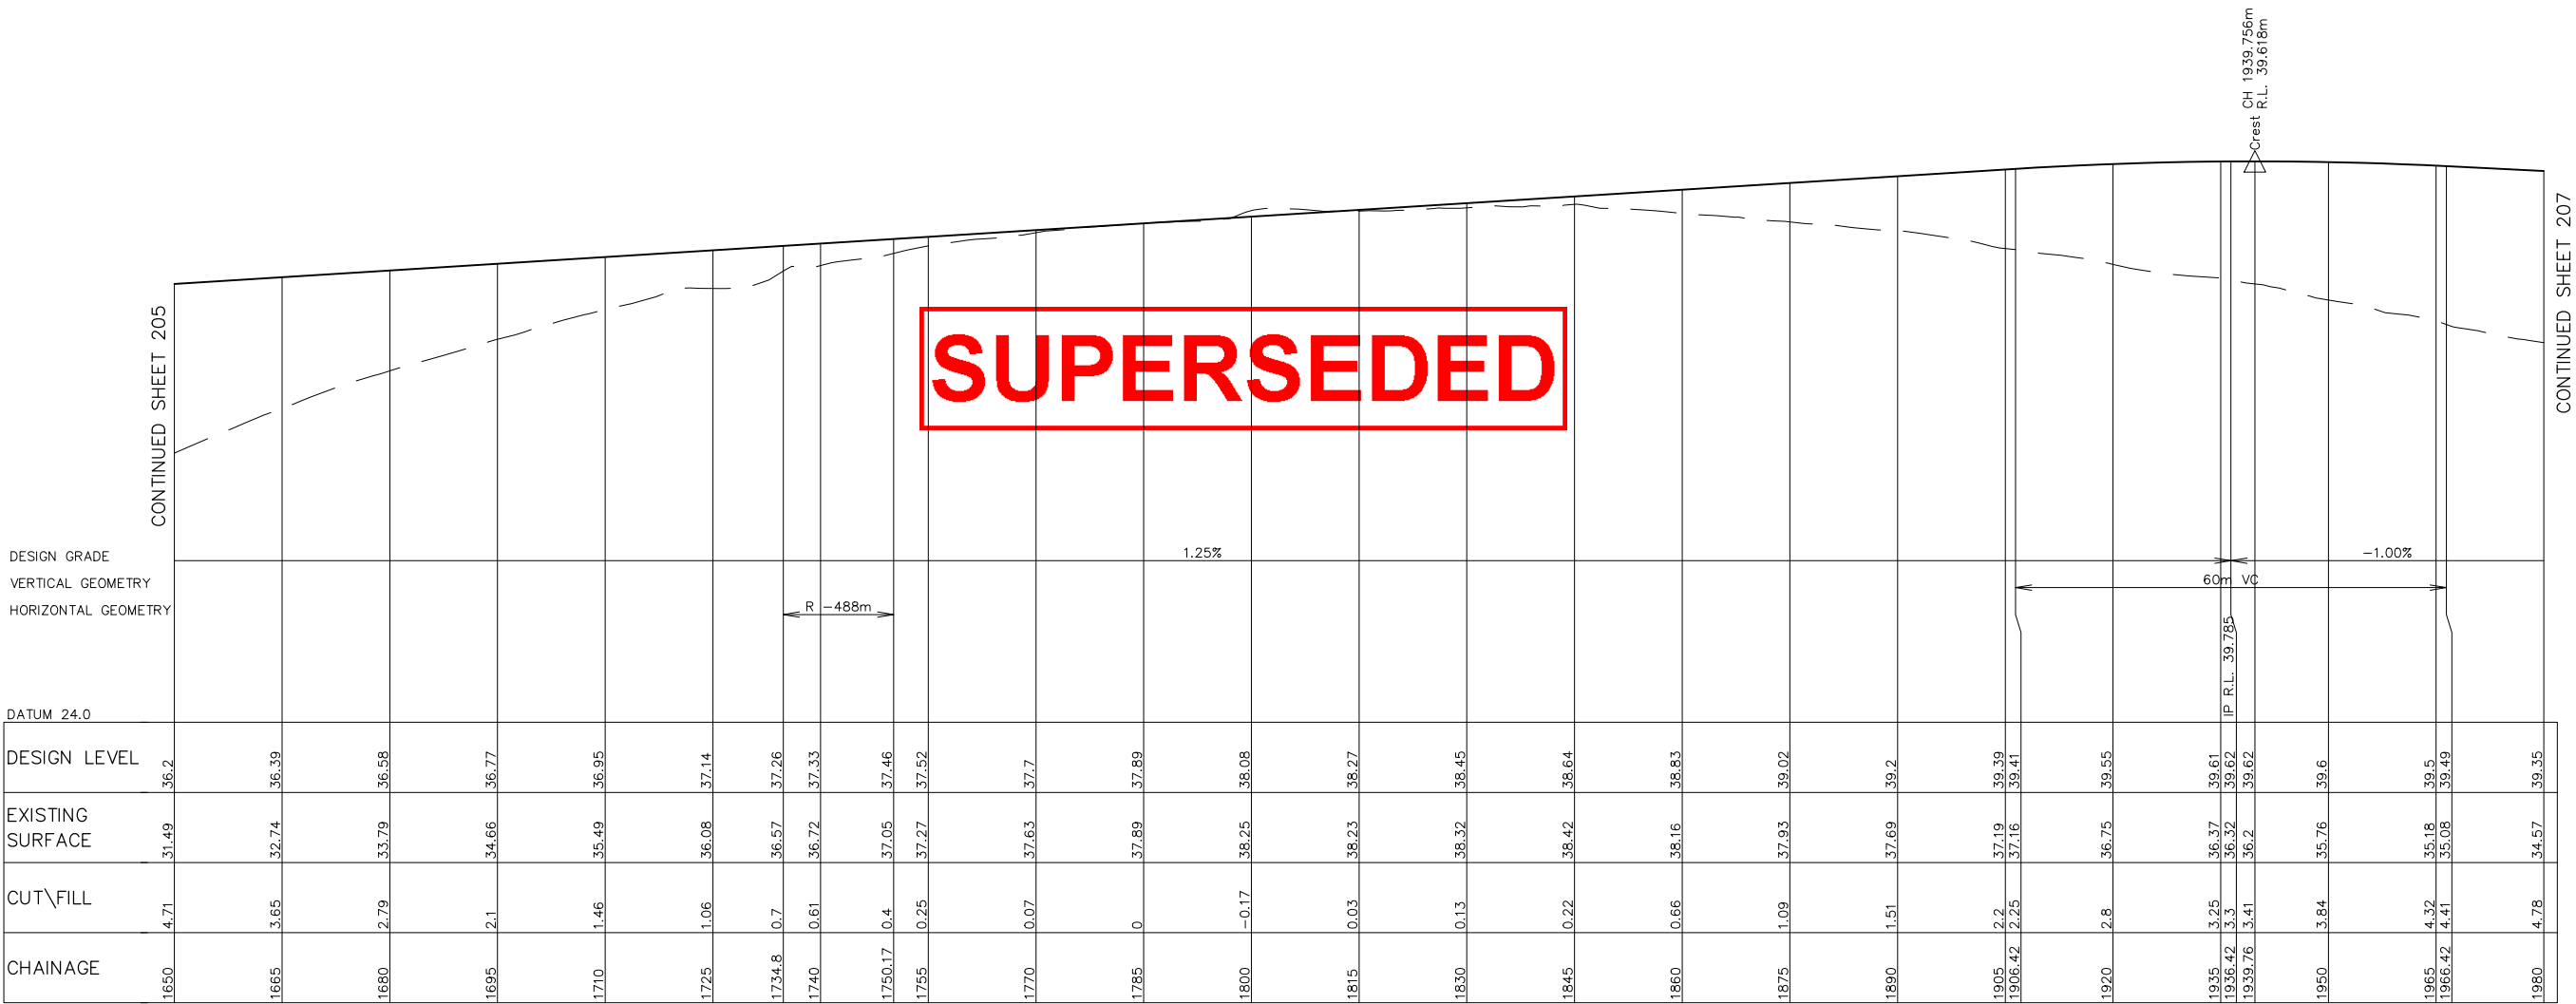 Crest CH 1939.756m
R.L. 39.618m
CONTINUED SHEET 205
CONTINUED SHEET 207
SUPERSEDED
DESIGN GRADE 1.25% -1.00%
VERTICAL GEOMETRY 60m VC
HORIZONTAL GEOMETRY R -488m
IP R.L. 39.785
DATUM 24.0
DESIGN LEVEL 36.2 36.39 36.58 36.77 36.95 37.14 37.26 37.33 37.46 37.52 37.7 37.89 38.08 38.27 38.45 38.64 38.83 39.02 39.2 39.39 39.41 39.55 39.61 39.62 39.62 39.6 39.5 39.49 39.35
EXISTING
SURFACE 31.49 32.74 33.79 34.66 35.49 36.08 36.57 36.72 37.05 37.27 37.63 37.89 38.25 38.23 38.32 38.42 38.16 37.93 37.69 37.19 37.16 36.75 36.37 36.32 36.2 35.76 35.18 35.08 34.57
CUT\FILL 4.71 3.65 2.79 2.1 1.46 1.06 0.7 0.61 0.4 0.25 0.07 0 -0.17 0.03 0.13 0.22 0.66 1.09 1.51 2.2 2.25 2.8 3.25 3.3 3.41 3.84 4.32 4.41 4.78
CHAINAGE 1650 1665 1680 1695 1710 1725 1734.8 1740 1750.17 1755 1770 1785 1800 1815 1830 1845 1860 1875 1890 1905 1906.42 1920 1935 1936.42 1939.76 1950 1965 1966.42 1980